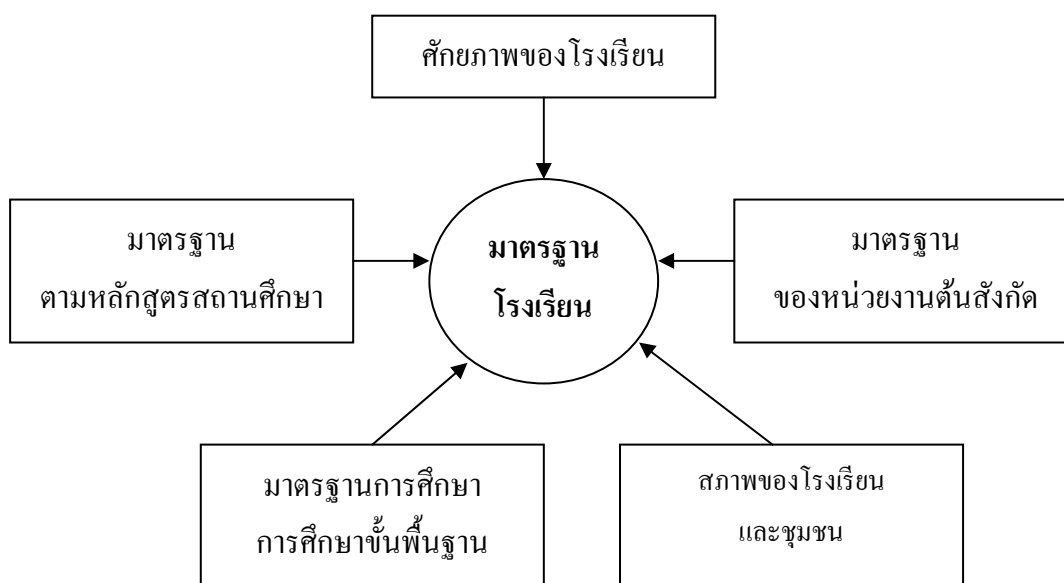 ศักยภาพของโรงเรียน
มาตรฐาน
ตามหลักสูตรสถานศึกษา
มาตรฐาน
โรงเรียน
มาตรฐาน
ของหน่วยงานต้นสังกัด
มาตรฐานการศึกษา
การศึกษาขั้นพื้นฐาน
สภาพของโรงเรียน
และชุมชน